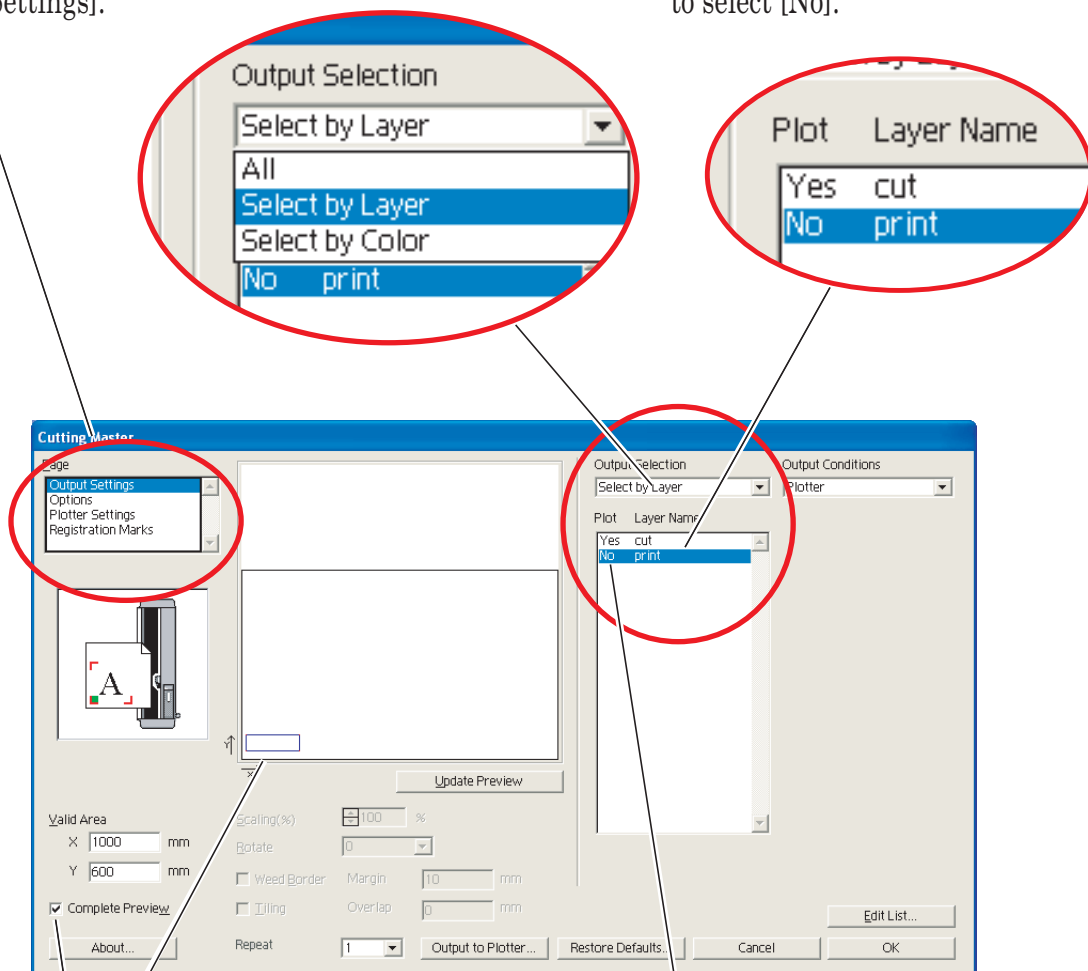 ettings].
to select [No].
Output Selection
Select by Layer
All
Select by Layer
Select by Color
No print
Plot Layer Name
Yes cut
No print
Cutting Master
Page
Output Settings
Options
Plotter Settings
Registration Marks
A
Y
X
Update Preview
Output Selection
Select by Layer
Output Conditions
Plotter
Plot Layer Name
Yes cut
No print
Valid Area
X 1000 mm
Y 600 mm
Complete Preview
About...
Scaling(%) 100 %
Rotate 0
Weed Border Margin 10 mm
Tiling Overlap 0 mm
Repeat 1
Output to Plotter...
Restore Defaults...
Edit List...
Cancel
OK